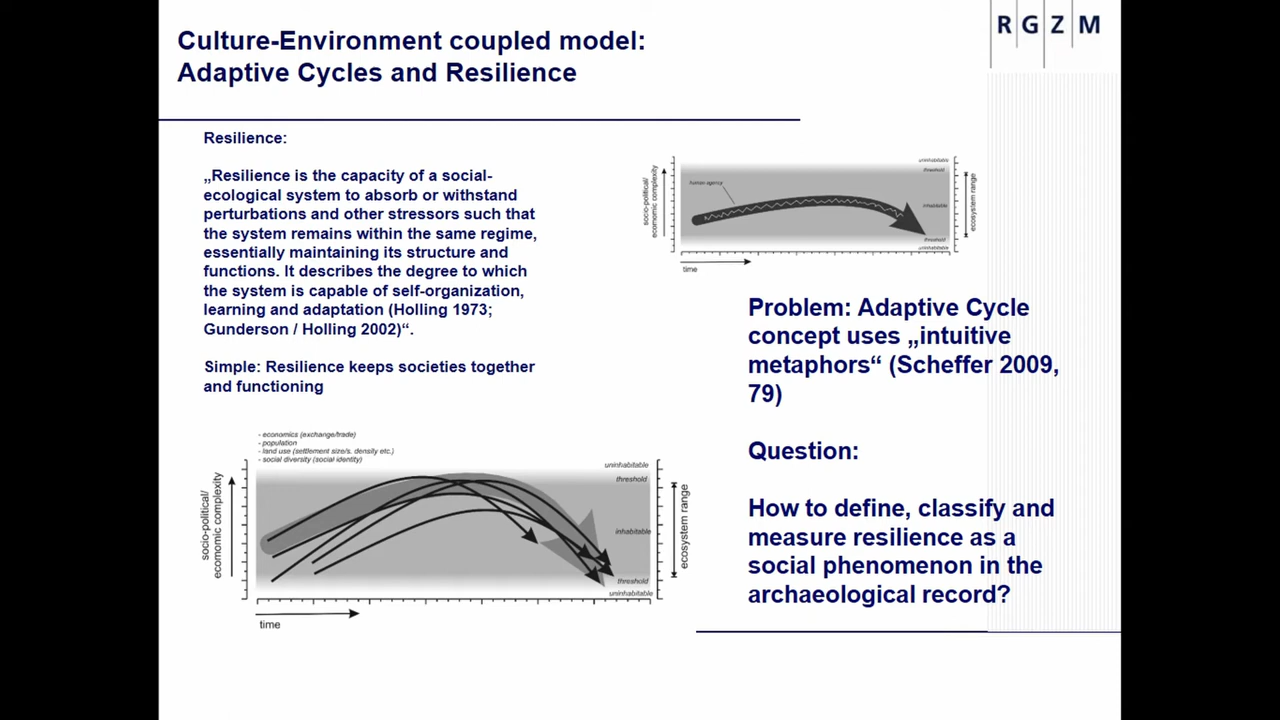 Culture-Environment coupled model:
Adaptive Cycles and Resilience
R G Z M
Resilience:
„Resilience is the capacity of a social-
ecological system to absorb or withstand
perturbations and other stressors such that
the system remains within the same regime,
essentially maintaining its structure and
functions. It describes the degree to which
the system is capable of self-organization,
learning and adaptation (Holling 1973;
Gunderson / Holling 2002)“.
Simple: Resilience keeps societies together
and functioning
uninhabitable
threshold
human agency
socio-political/
economic complexity
inhabitable
ecosystem range
threshold
uninhabitable
time
Problem: Adaptive Cycle
concept uses „intuitive
metaphors“ (Scheffer 2009,
79)
Question:
How to define, classify and
measure resilience as a
social phenomenon in the
archaeological record?
- economics (exchange/trade)
- population
- land use (settlement size/s. density etc.)
- social diversity (social identity)
uninhabitable
threshold
socio-political/
economic complexity
inhabitable
ecosystem range
threshold
uninhabitable
time